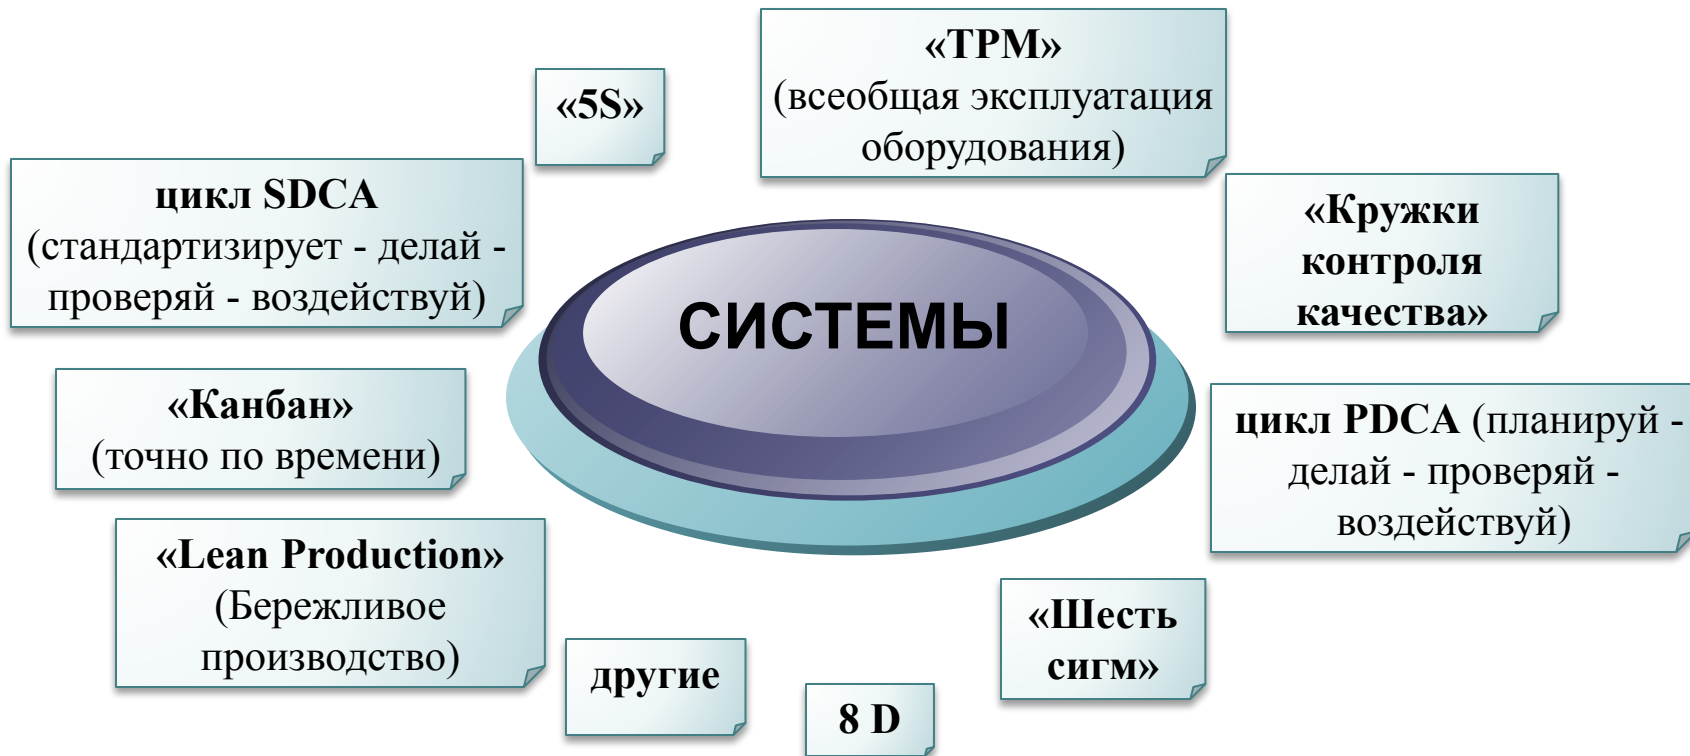 «TPM»
(всеобщая эксплуатация
оборудования)
«5S»
цикл SDCA
(стандартизирует - делай -
проверяй - воздействуй)
«Кружки
контроля
качества»
СИСТЕМЫ
«Канбан»
(точно по времени)
цикл PDCA (планируй -
делай - проверяй -
воздействуй)
«Lean Production»
(Бережливое
производство)
«Шесть
сигм»
другие
8 D